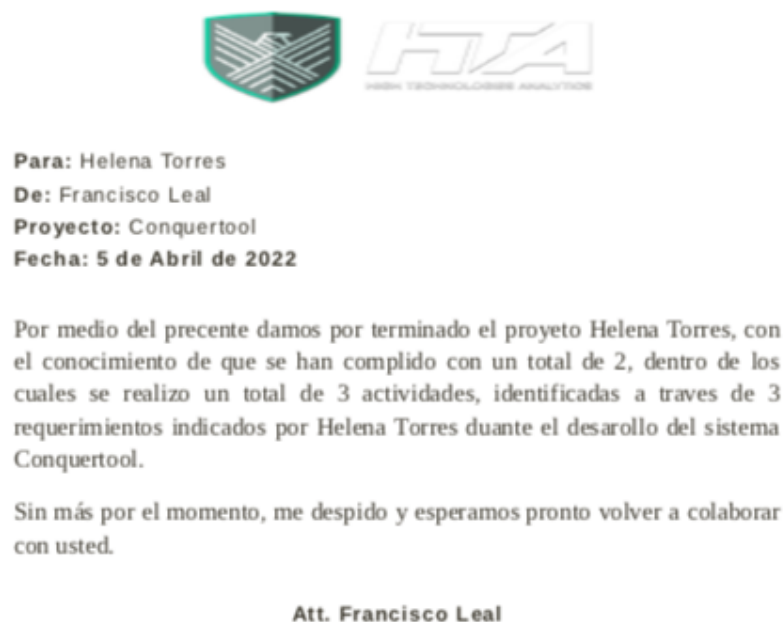 HTA
HIGH TECHNOLOGIES ANALYTICS
Para: Helena Torres
De: Francisco Leal
Proyecto: Conquertool
Fecha: 5 de Abril de 2022
Por medio del precente damos por terminado el proyeto Helena Torres, con
el conocimiento de que se han complido con un total de 2, dentro de los
cuales se realizo un total de 3 actividades, identificadas a traves de 3
requerimientos indicados por Helena Torres duante el desarollo del sistema
Conquertool.
Sin más por el momento, me despido y esperamos pronto volver a colaborar
con usted.
Att. Francisco Leal